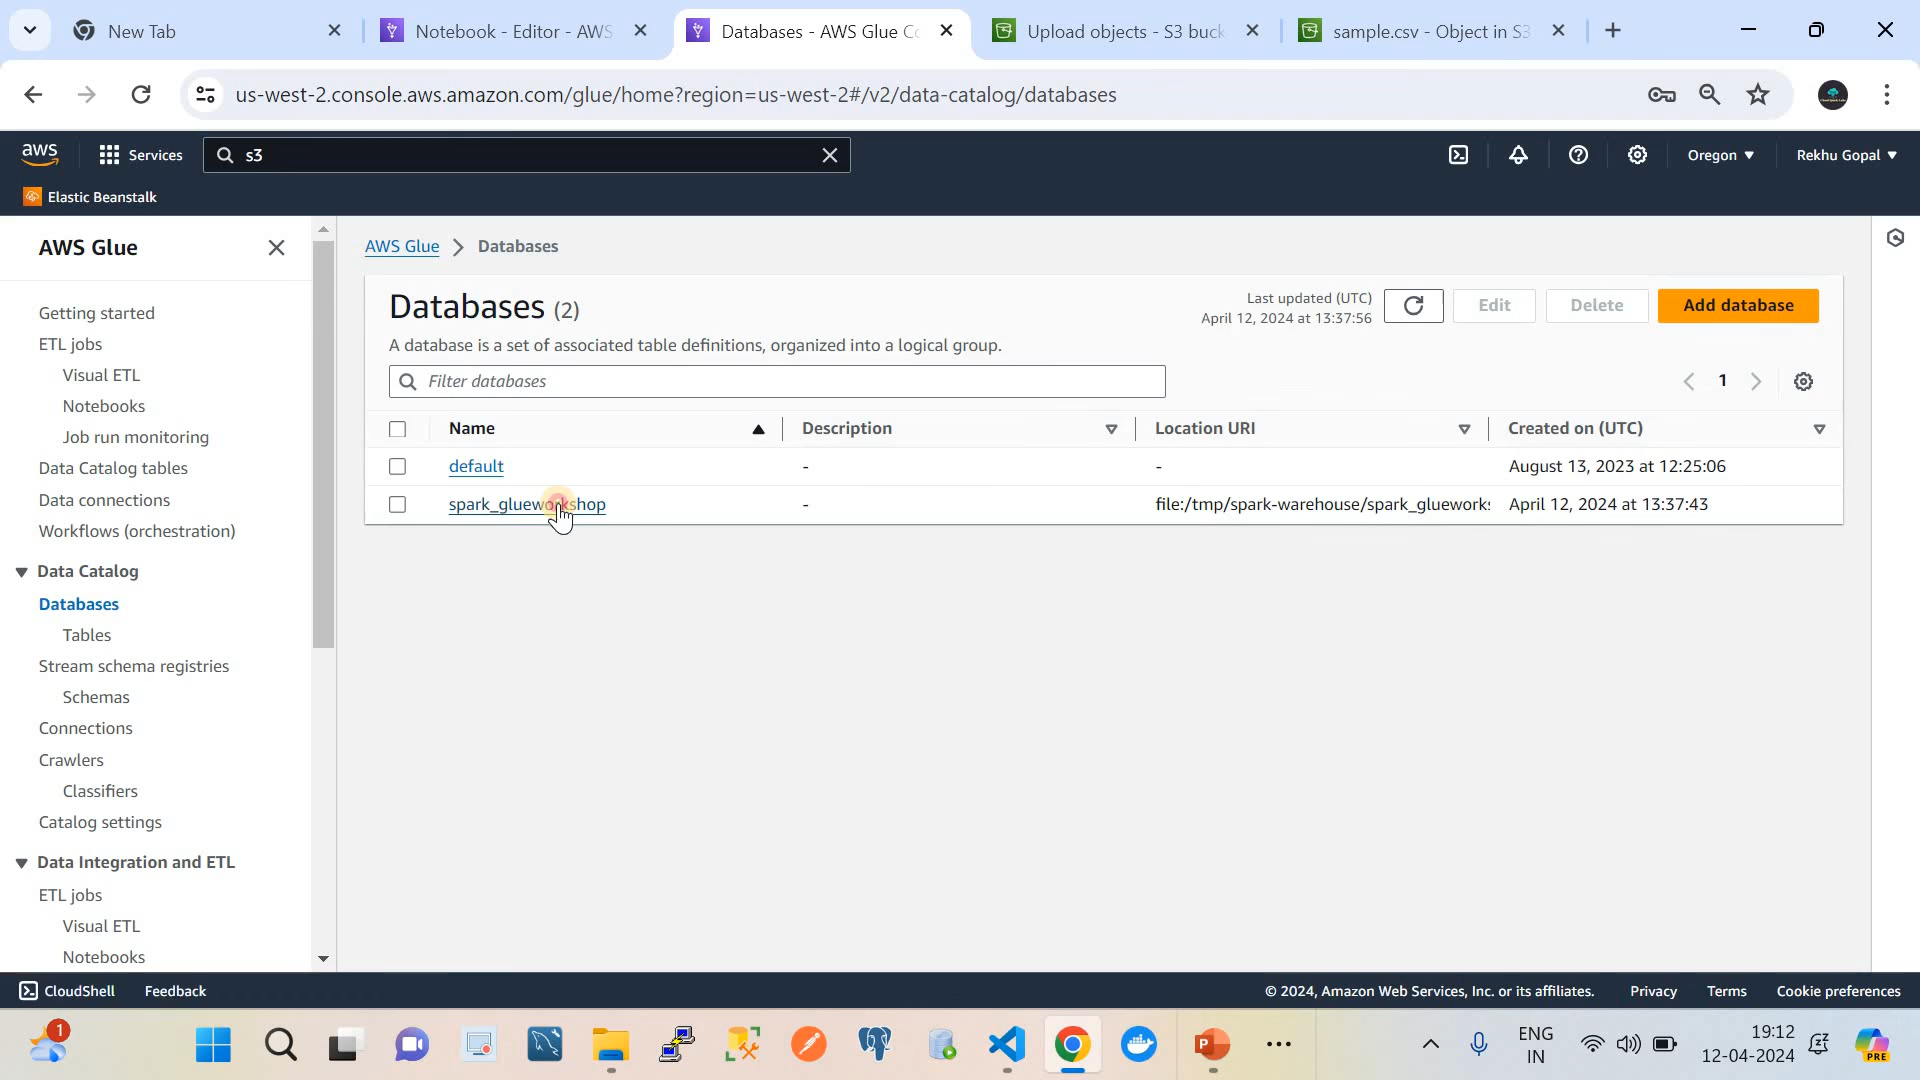 New Tab
Notebook - Editor - AWS
Databases - AWS Glue Co
Upload objects - S3 buck
sample.csv - Object in S3
us-west-2.console.aws.amazon.com/glue/home?region=us-west-2#/v2/data-catalog/databases
aws
Services
s3
Oregon
Rekhu Gopal
Elastic Beanstalk
AWS Glue
Getting started
ETL jobs
Visual ETL
Notebooks
Job run monitoring
Data Catalog tables
Data connections
Workflows (orchestration)
Data Catalog
Databases
Tables
Stream schema registries
Schemas
Connections
Crawlers
Classifiers
Catalog settings
Data Integration and ETL
ETL jobs
Visual ETL
Notebooks
AWS Glue > Databases
Databases (2)
Last updated (UTC)
April 12, 2024 at 13:37:56
Edit
Delete
Add database
A database is a set of associated table definitions, organized into a logical group.
Filter databases
1
Name Description Location URI Created on (UTC)
default - - August 13, 2023 at 12:25:06
spark_glueworkshop - file:/tmp/spark-warehouse/spark_glueworks April 12, 2024 at 13:37:43
CloudShell
Feedback
© 2024, Amazon Web Services, Inc. or its affiliates.
Privacy
Terms
Cookie preferences
1
ENG
IN
19:12
12-04-2024
PRE